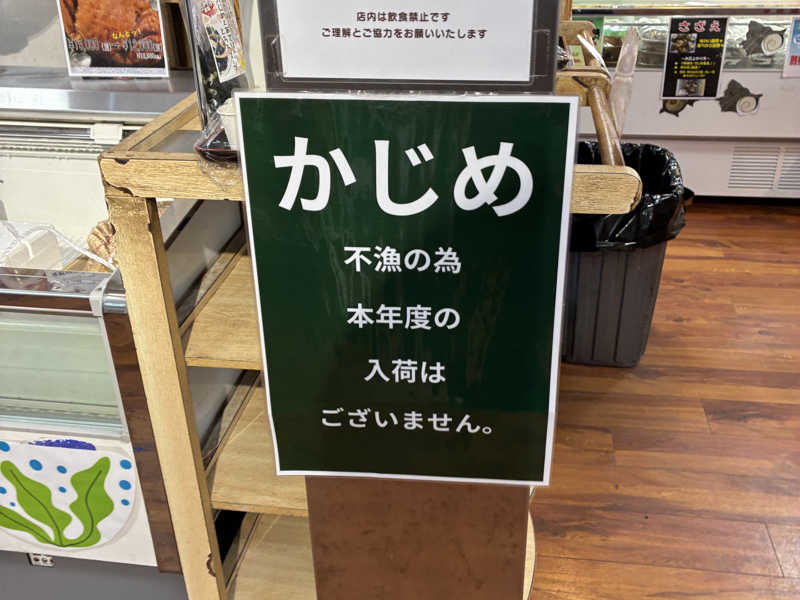 店内は飲食禁止です
ご理解とご協力をお願いいたします
かじめ
不漁の為
本年度の
入荷は
ございません。
さざえ